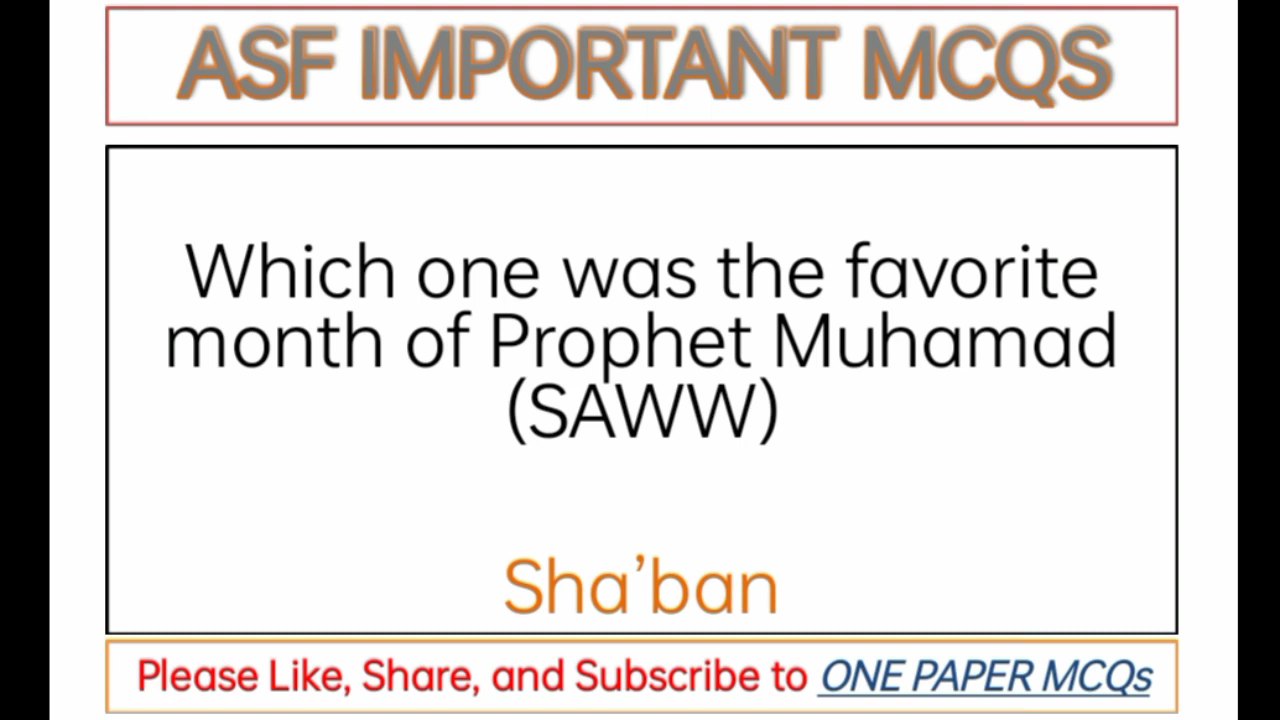 ASF IMPORTANT MCQS
Which one was the favorite
month of Prophet Muhamad
(SAWW)
Sha’ban
Please Like, Share, and Subscribe to ONE PAPER MCQs